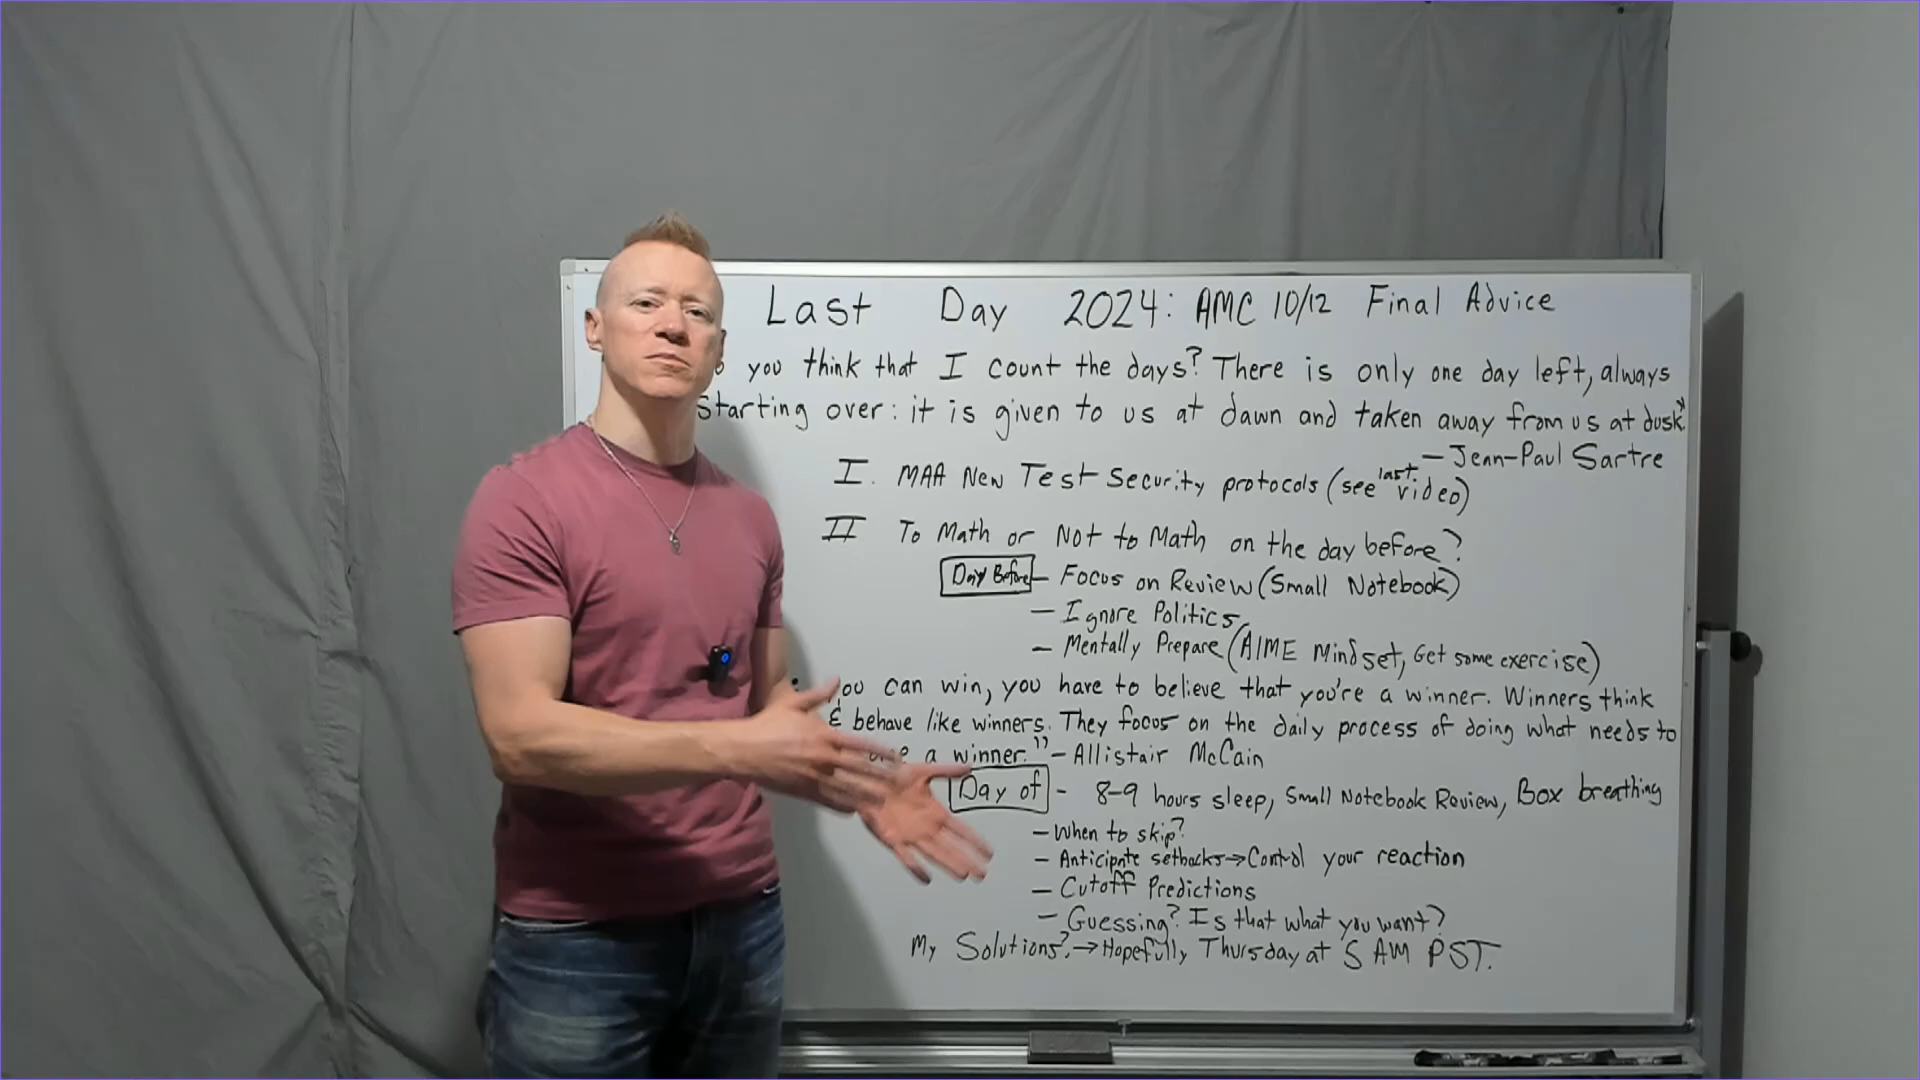 Last Day 2024: AMC 10/12 Final Advice
you think that I count the days? There is only one day left, always
starting over: it is given to us at dawn and taken away from us at dusk"
- Jean-Paul Sartre
I. MAA New Test Security protocols (see last video)
II To Math or Not to Math on the day before?
Day Before - Focus on Review (Small Notebook)
- Ignore Politics
- Mentally Prepare (AIME Mindset, Get some exercise)
you can win, you have to believe that you're a winner. Winners think
& behave like winners. They focus on the daily process of doing what needs to
a winner." - Allistair McCain
Day of - 8-9 hours sleep, Small Notebook Review, Box breathing
- When to skip?
- Anticipate setbacks → Control your reaction
- Cutoff Predictions
- Guessing? Is that what you want?
My Solutions? → Hopefully Thursday at 5 AM PST.